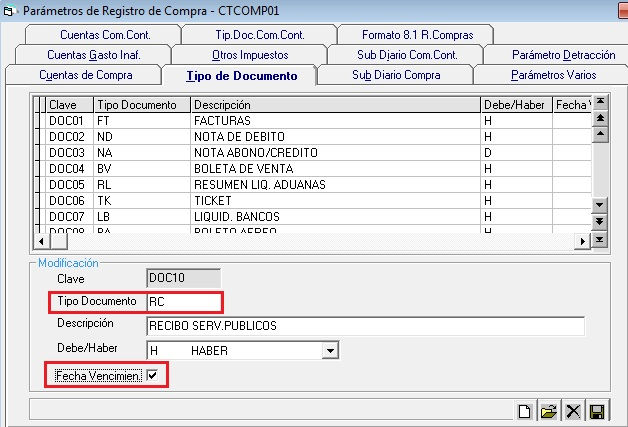 Parámetros de Registro de Compra - CTCOMP01
Cuentas Com.Cont. Tip.Doc.Com.Cont. Formato 8.1 R.Compras
Cuentas Gasto Inaf. Otros Impuestos Sub Diario Com.Cont. Parámetro Detracción
Cuentas de Compra Tipo de Documento Sub Diario Compra Parámetros Varios
Clave Tipo Documento Descripción Debe/Haber Fecha V
DOC01 FT FACTURAS H
DOC02 ND NOTA DE DEBITO H
DOC03 NA NOTA ABONO/CREDITO D
DOC04 BV BOLETA DE VENTA H
DOC05 RL RESUMEN LIQ. ADUANAS H
DOC06 TK TICKET H
DOC07 LB LIQUID. BANCOS H
DOC08 BA BOLETO AEREO H
Modificación
Clave DOC10
Tipo Documento RC
Descripción RECIBO SERV.PUBLICOS
Debe/Haber H HABER
Fecha Vencimien.